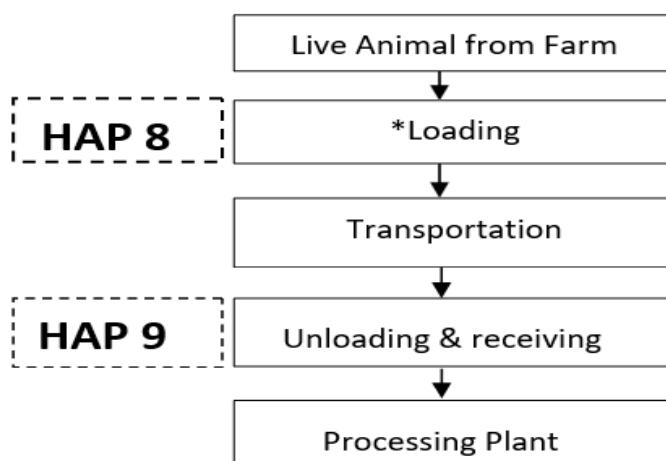 Live Animal from Farm
HAP 8
*Loading
Transportation
HAP 9
Unloading & receiving
Processing Plant